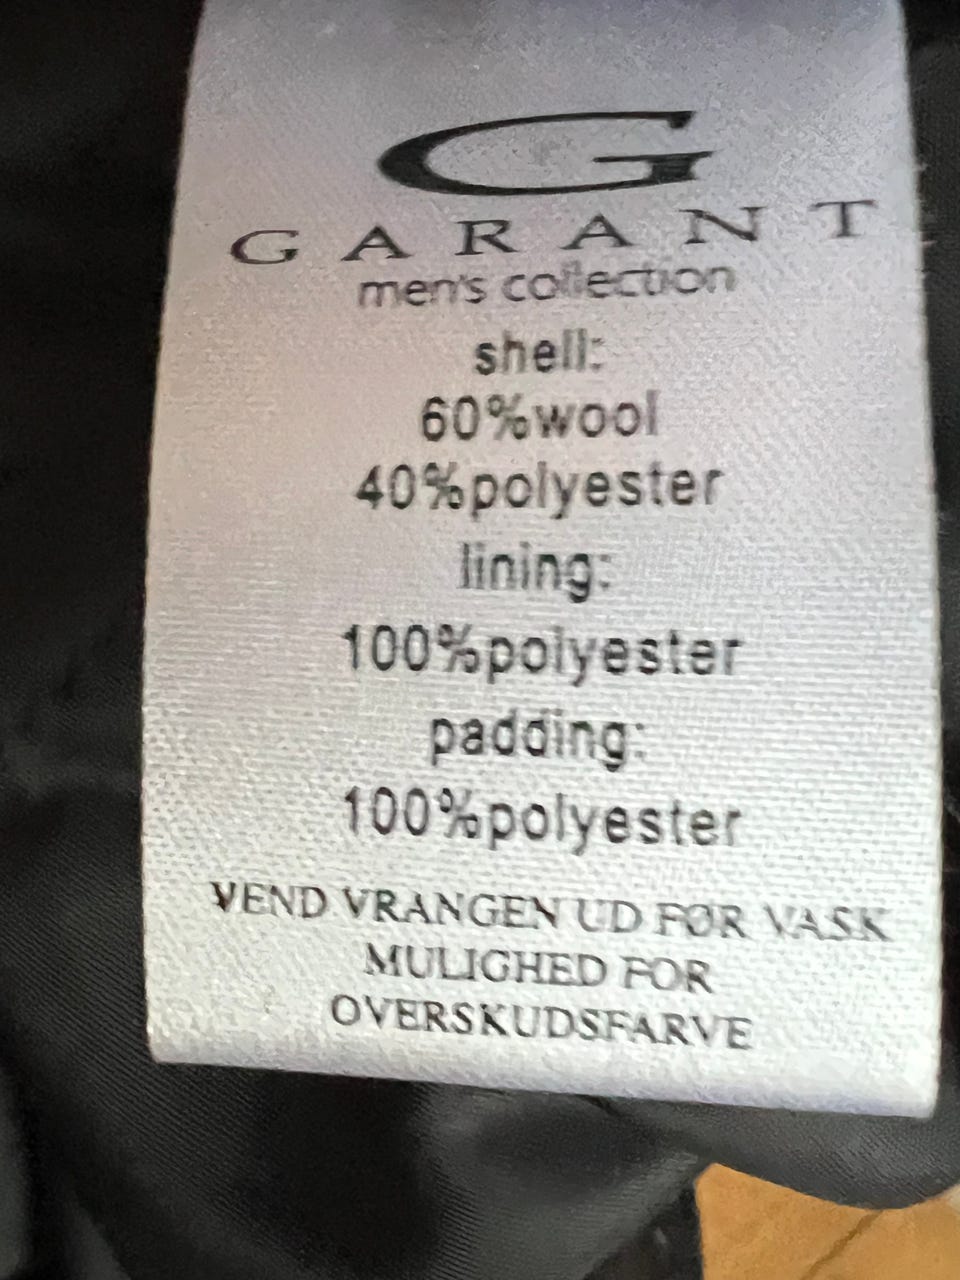 G
GARANT
men's collection
shell:
60%wool
40%polyester
lining:
100%polyester
padding:
100%polyester
VEND VRANGEN UD FØR VASK
MULIGHED FOR
OVERSKUDSFARVE